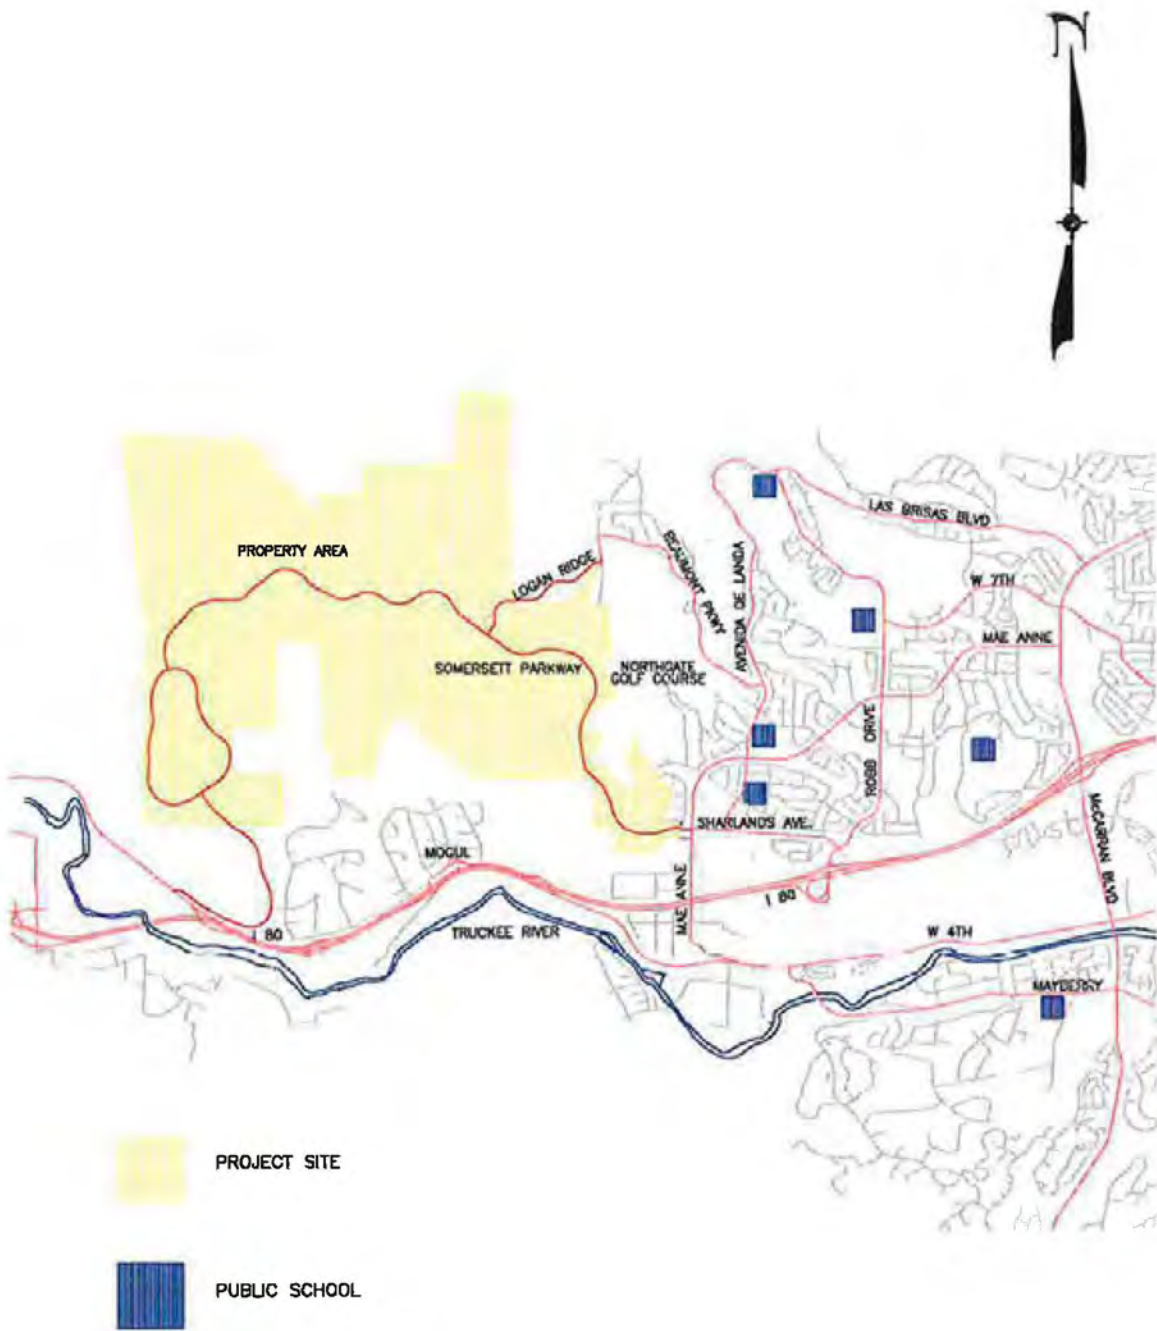 N
LAS BRISAS BLVD
PROPERTY AREA
LOGAN RIDGE
BEAUMONT PKWY
AVENIDA DE LANDA
W 7TH
MAE ANNE
SOMERSETT PARKWAY
NORTHGATE
GOLF COURSE
ROBB DRIVE
SHARLANDS AVE.
McCARRAN BLVD
MOGUL
MAE ANNE
I 80
I 80
TRUCKEE RIVER
W 4TH
MAYBERRY
PROJECT SITE
PUBLIC SCHOOL